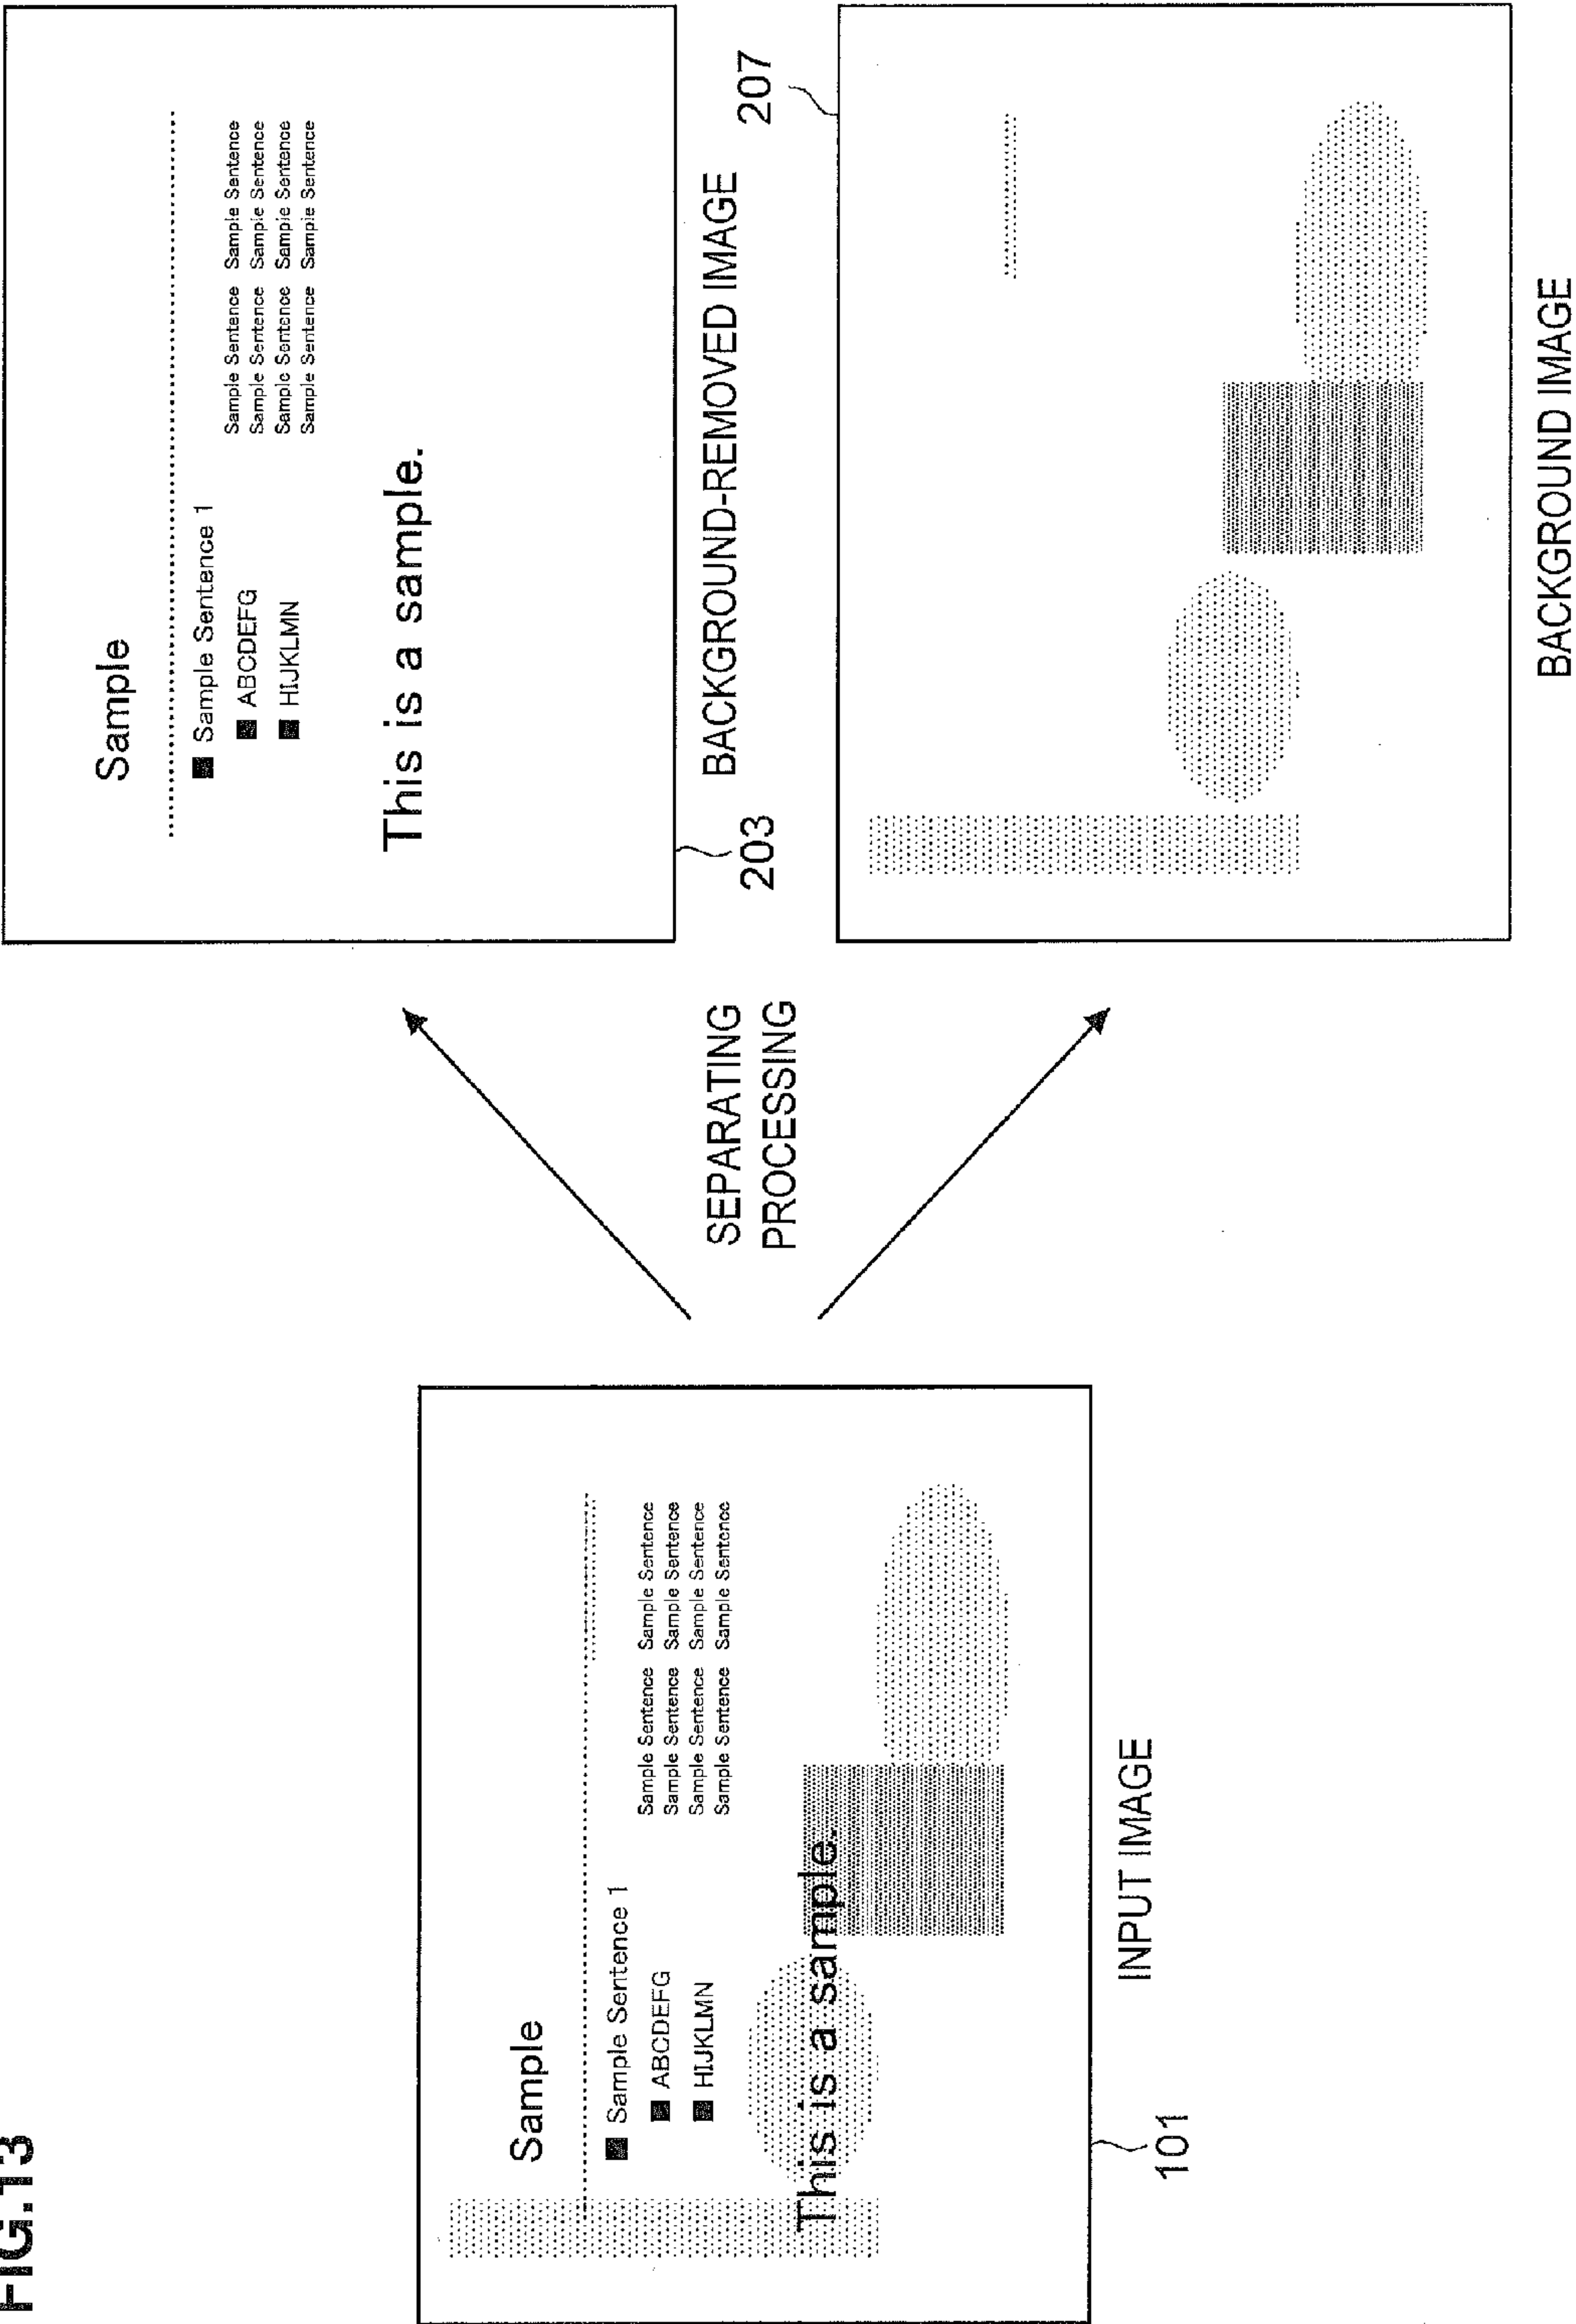 FIG.13
Sample
■ Sample Sentence 1
■ ABCDEFG
■ HIJKLMN
Sample Sentence Sample Sentence
Sample Sentence Sample Sentence
Sample Sentence Sample Sentence
Sample Sentence Sample Sentence
This is a sample.
101
INPUT IMAGE
SEPARATING
PROCESSING
Sample
■ Sample Sentence 1
■ ABCDEFG
■ HIJKLMN
Sample Sentence Sample Sentence
Sample Sentence Sample Sentence
Sample Sentence Sample Sentence
Sample Sentence Sample Sentence
This is a sample.
203
BACKGROUND-REMOVED IMAGE
207
BACKGROUND IMAGE